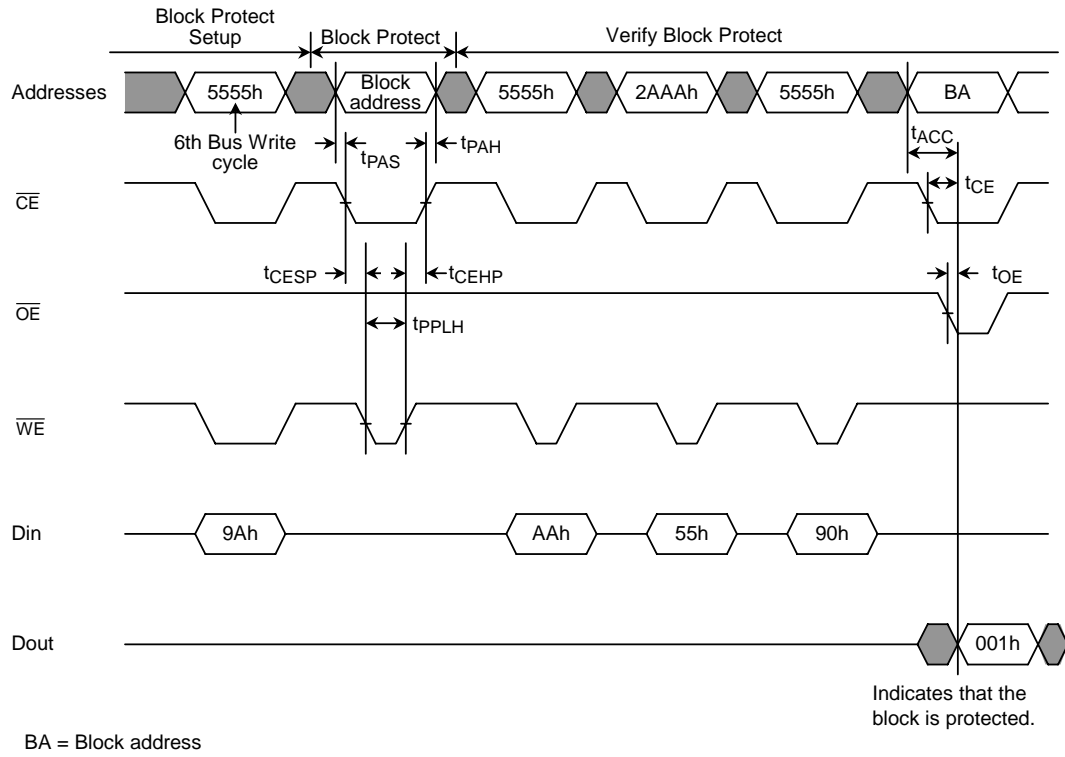 Block Protect
Setup
Block Protect
Verify Block Protect
Addresses
5555h
Block
address
5555h
2AAAh
5555h
BA
6th Bus Write
cycle
tPAS
tPAH
tACC
CE
tCE
tCESP
tCEHP
tOE
OE
tPPLH
WE
Din
9Ah
AAh
55h
90h
Dout
001h
Indicates that the
block is protected.
BA = Block address